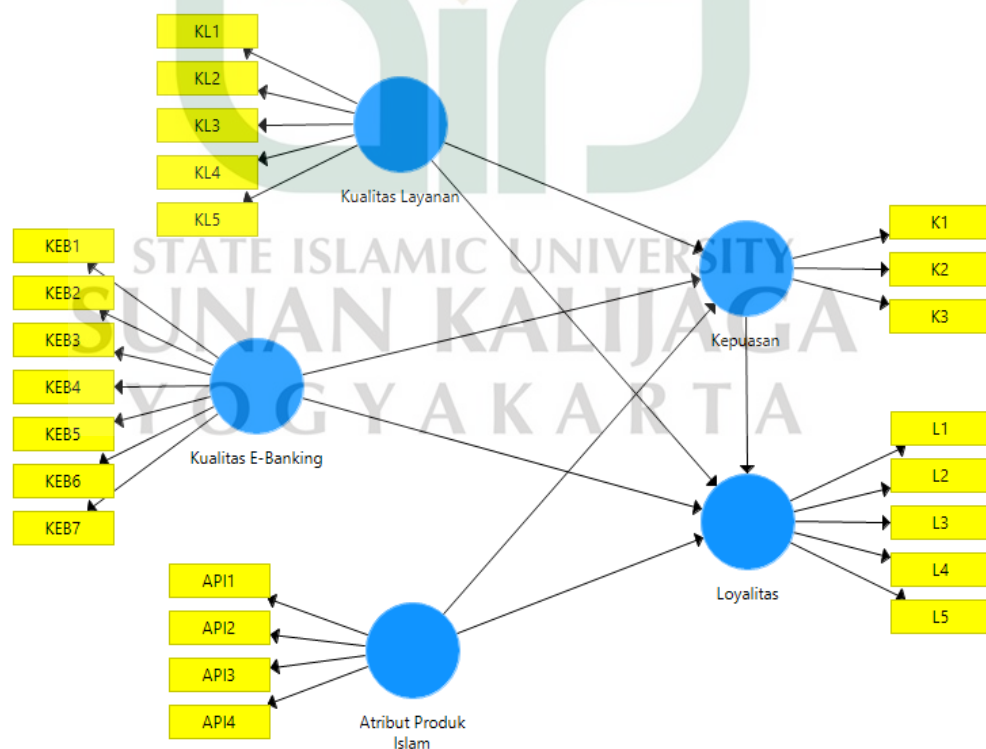 KL1
KL2
KL3
KL4
KL5
Kualitas Layanan
KEB1
KEB2
KEB3
KEB4
KEB5
KEB6
KEB7
Kualitas E-Banking
API1
API2
API3
API4
Atribut Produk
Islam
K1
K2
K3
Kepuasan
L1
L2
L3
L4
L5
Loyalitas
STATE ISLAMIC UNIVERSITY
SUNAN KALIJAGA
YOGYAKARTA